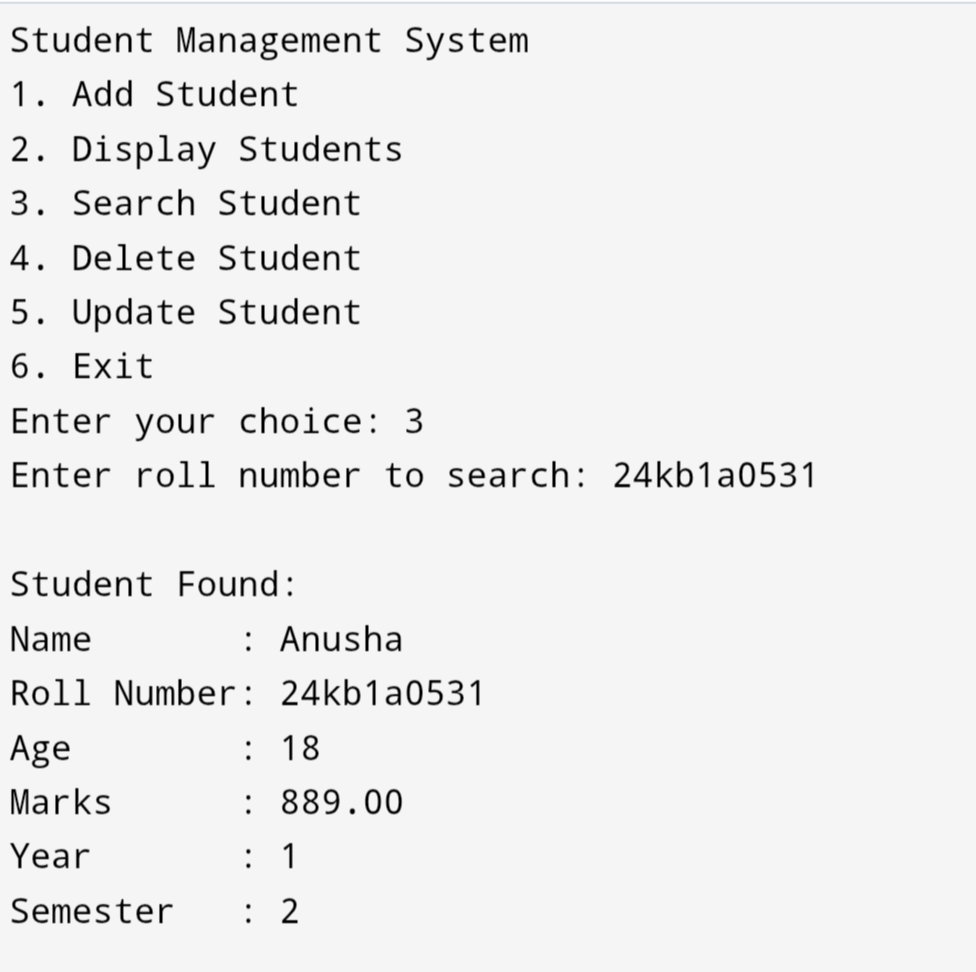 Student Management System
1. Add Student
2. Display Students
3. Search Student
4. Delete Student
5. Update Student
6. Exit
Enter your choice: 3
Enter roll number to search: 24kb1a0531

Student Found:
Name       : Anusha
Roll Number: 24kb1a0531
Age        : 18
Marks      : 889.00
Year       : 1
Semester   : 2